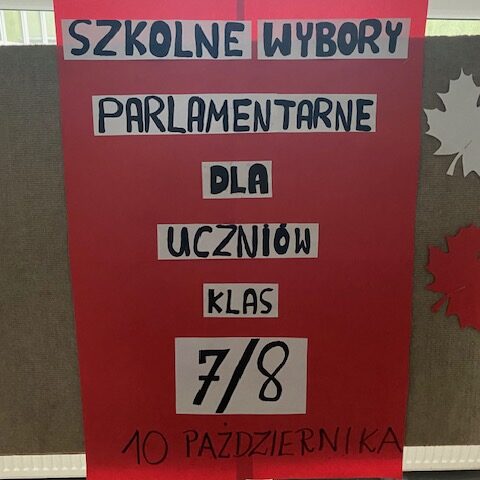 SZKOLNE WYBORY
PARLAMENTARNE
DLA
UCZNIÓW
KLAS
7/8
10 PAŹDZIERNIKA